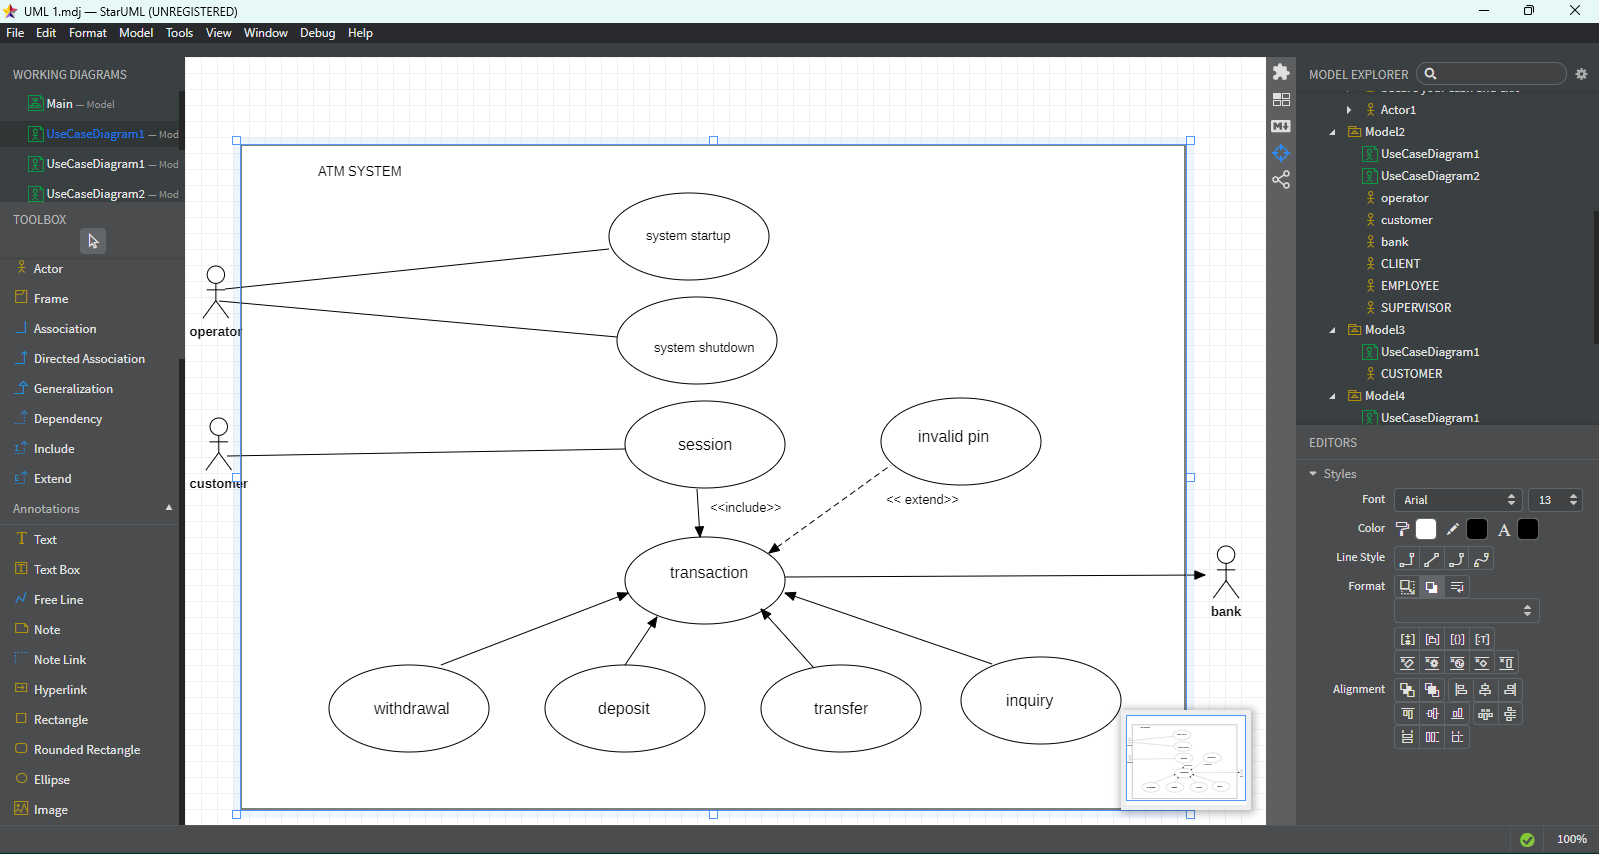 UML 1.mdj — StarUML (UNREGISTERED)
File Edit Format Model Tools View Window Debug Help
WORKING DIAGRAMS
Main — Model
UseCaseDiagram1 — Mod
UseCaseDiagram1 — Mod
UseCaseDiagram2 — Mod
TOOLBOX
Actor
Frame
Association
Directed Association
Generalization
Dependency
Include
Extend
Annotations
Text
Text Box
Free Line
Note
Note Link
Hyperlink
Rectangle
Rounded Rectangle
Ellipse
Image
ATM SYSTEM
system startup
operator
system shutdown
customer
session
invalid pin
<<include>>
<< extend>>
transaction
bank
withdrawal
deposit
transfer
inquiry
MODEL EXPLORER
Actor1
Model2
UseCaseDiagram1
UseCaseDiagram2
operator
customer
bank
CLIENT
EMPLOYEE
SUPERVISOR
Model3
UseCaseDiagram1
CUSTOMER
Model4
UseCaseDiagram1
EDITORS
Styles
Font Arial 13
Color A
Line Style
Format
Alignment
100%